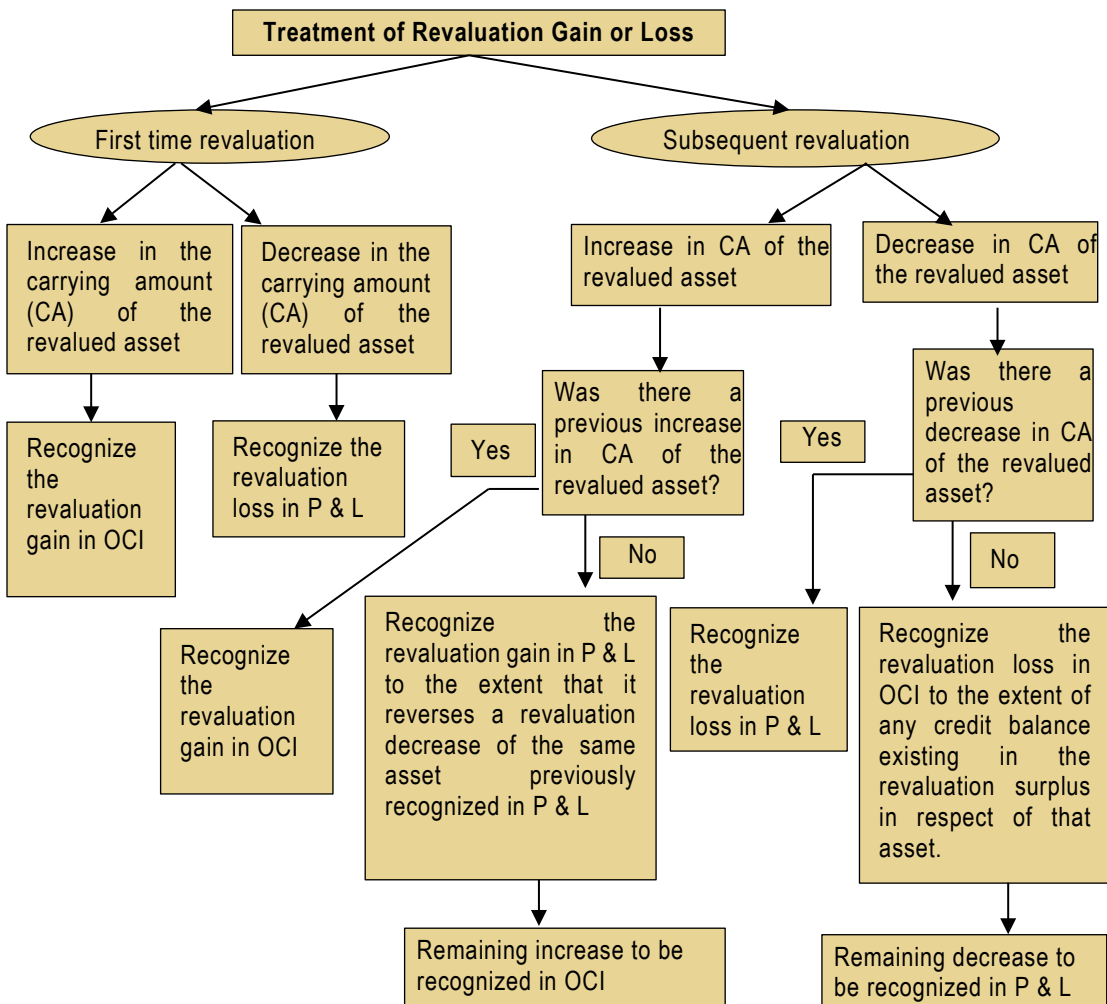 Treatment of Revaluation Gain or Loss
First time revaluation
Subsequent revaluation
Increase in the
carrying amount
(CA) of the
revalued asset
Decrease in the
carrying amount
(CA) of the
revalued asset
Increase in CA of the
revalued asset
Decrease in CA of
the revalued asset
Recognize
the
revaluation
gain in OCI
Recognize the
revaluation
loss in P & L
Yes
Was there a
previous increase
in CA of the
revalued asset?
Yes
Was there a
previous
decrease in CA
of the revalued
asset?
No
No
Recognize
the
revaluation
gain in OCI
Recognize the
revaluation gain in P & L
to the extent that it
reverses a revaluation
decrease of the same
asset previously
recognized in P & L
Recognize
the
revaluation
loss in P & L
Recognize the
revaluation loss in
OCI to the extent of
any credit balance
existing in the
revaluation surplus
in respect of that
asset.
Remaining increase to be
recognized in OCI
Remaining decrease to
be recognized in P & L